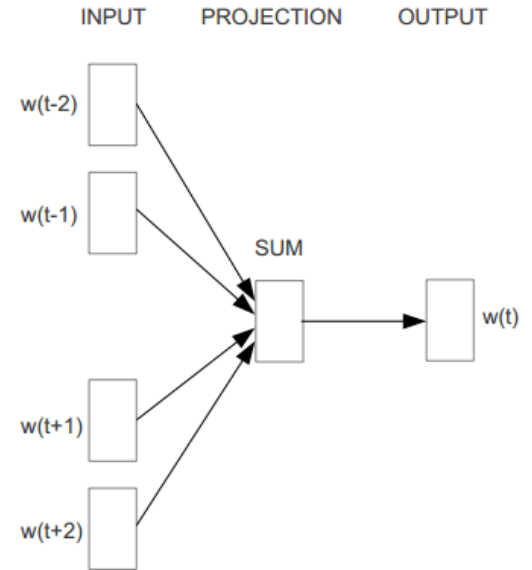 INPUT PROJECTION OUTPUT
w(t-2)
w(t-1)
SUM
w(t)
w(t+1)
w(t+2)